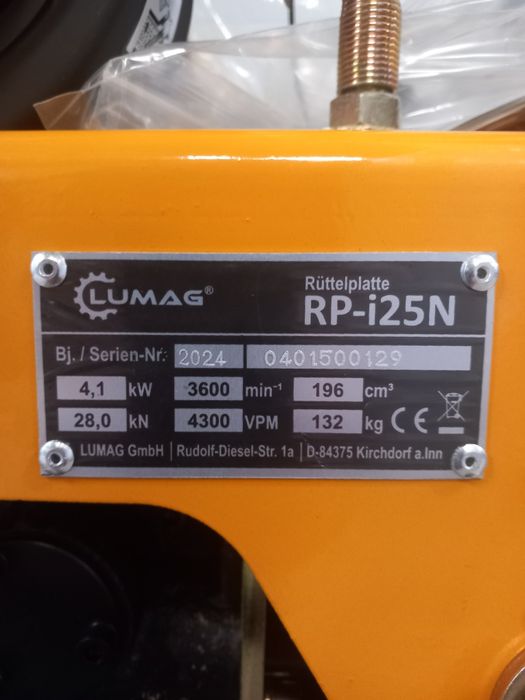 LUMAG®
Rüttelplatte
RP-i25N
Bj. / Serien-Nr. 2024 0401500129
4,1 kW 3600 min⁻¹ 196 cm³
28,0 kN 4300 VPM 132 kg CE
LUMAG GmbH | Rudolf-Diesel-Str. 1a | D-84375 Kirchdorf a.Inn